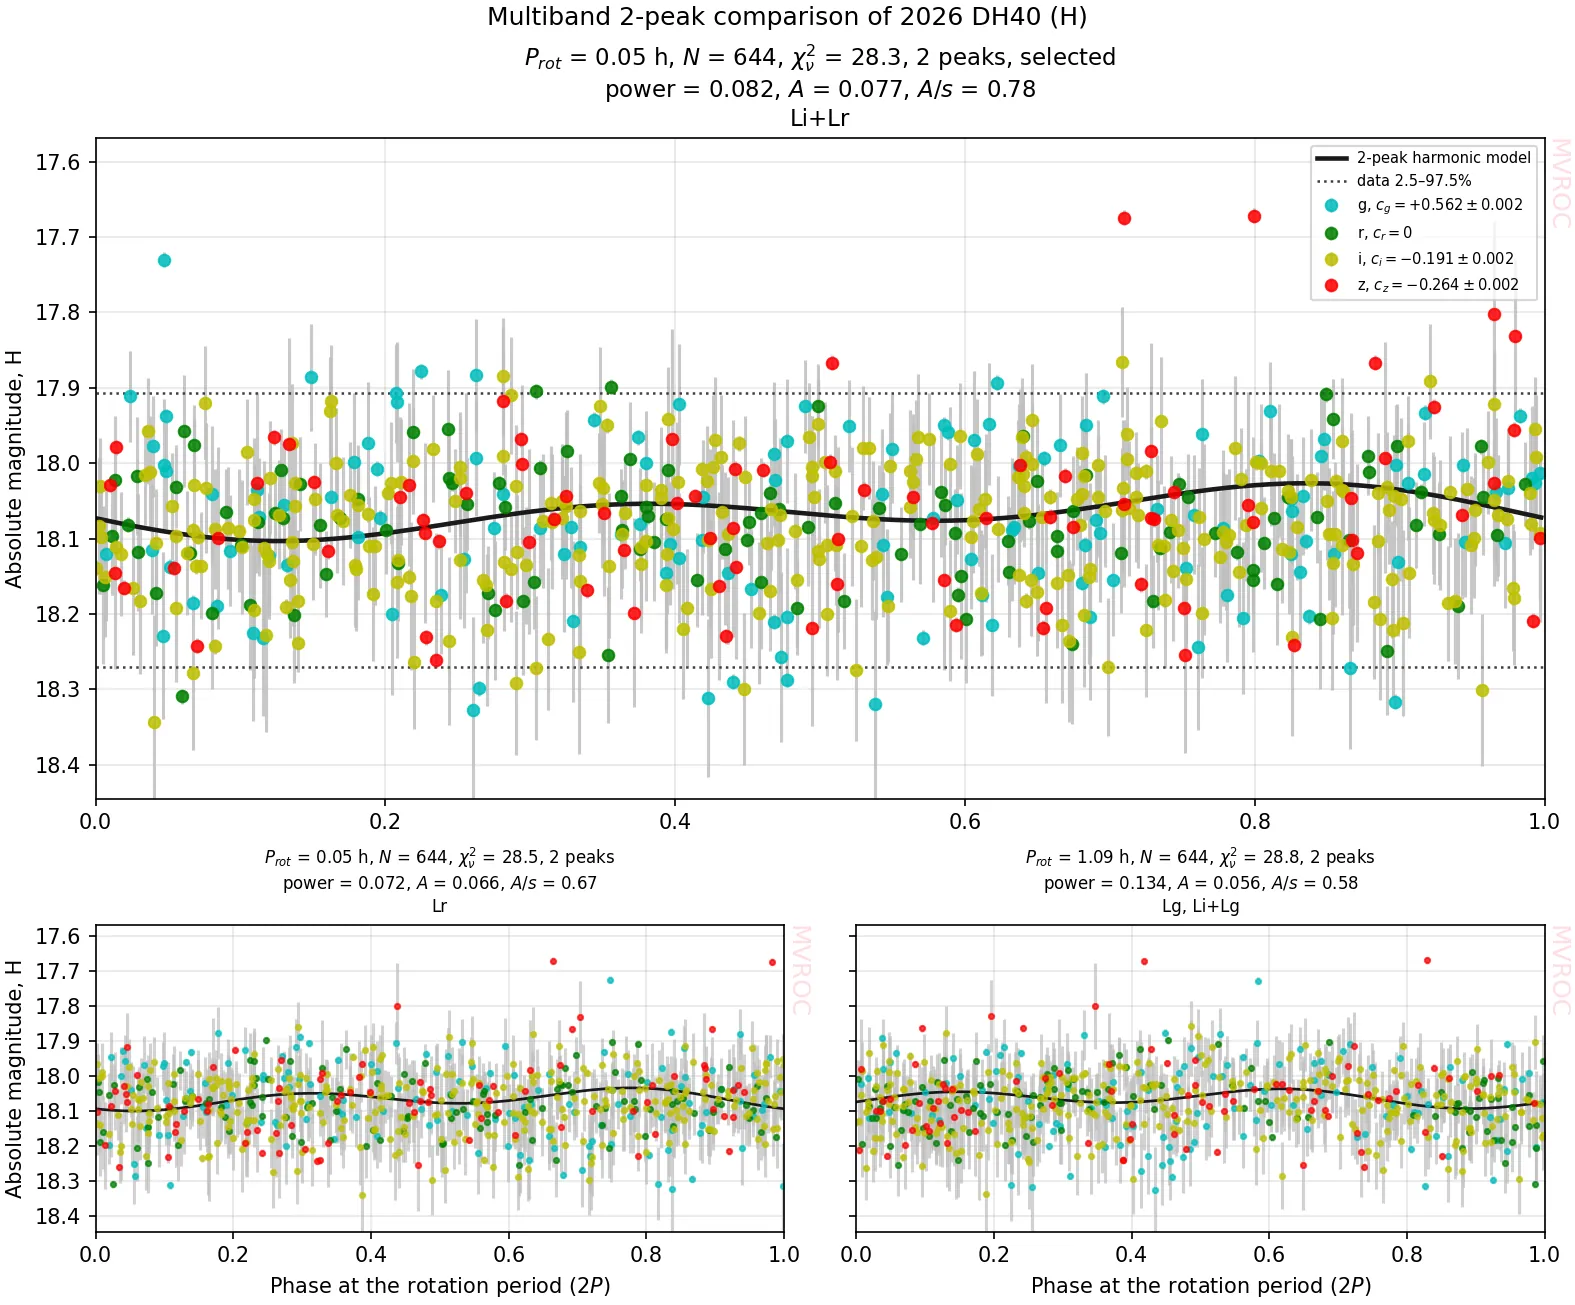 Multiband 2-peak comparison of 2026 DH40 (H)
P_rot = 0.05 h, N = 644, χ²_ν = 28.3, 2 peaks, selected
power = 0.082, A = 0.077, A/s = 0.78
Li+Lr
MVROC
2-peak harmonic model
data 2.5–97.5%
g, c_g = +0.562 ± 0.002
r, c_r = 0
i, c_i = −0.191 ± 0.002
z, c_z = −0.264 ± 0.002
Absolute magnitude, H
17.6
17.7
17.8
17.9
18.0
18.1
18.2
18.3
18.4
0.0 0.2 0.4 0.6 0.8 1.0
P_rot = 0.05 h, N = 644, χ²_ν = 28.5, 2 peaks
power = 0.072, A = 0.066, A/s = 0.67
Lr
MVROC
Absolute magnitude, H
17.6
17.7
17.8
17.9
18.0
18.1
18.2
18.3
18.4
0.0 0.2 0.4 0.6 0.8 1.0
Phase at the rotation period (2P)
P_rot = 1.09 h, N = 644, χ²_ν = 28.8, 2 peaks
power = 0.134, A = 0.056, A/s = 0.58
Lg, Li+Lg
MVROC
0.0 0.2 0.4 0.6 0.8 1.0
Phase at the rotation period (2P)